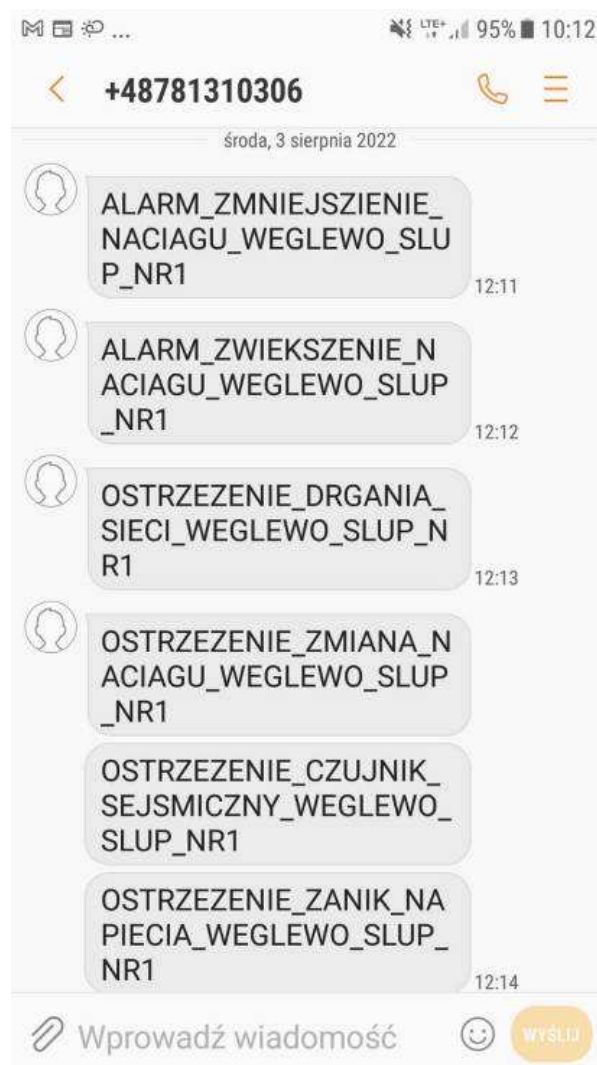 ... LTE+ 95% 10:12
+48781310306
środa, 3 sierpnia 2022
ALARM_ZMNIEJSZIENIE_
NACIAGU_WEGLEWO_SLU
P_NR1
12:11
ALARM_ZWIEKSZENIE_N
ACIAGU_WEGLEWO_SLUP
_NR1
12:12
OSTRZEZENIE_DRGANIA_
SIECI_WEGLEWO_SLUP_N
R1
12:13
OSTRZEZENIE_ZMIANA_N
ACIAGU_WEGLEWO_SLUP
_NR1
OSTRZEZENIE_CZUJNIK_
SEJSMICZNY_WEGLEWO_
SLUP_NR1
OSTRZEZENIE_ZANIK_NA
PIECIA_WEGLEWO_SLUP_
NR1
12:14
Wprowadź wiadomość WYŚLIJ